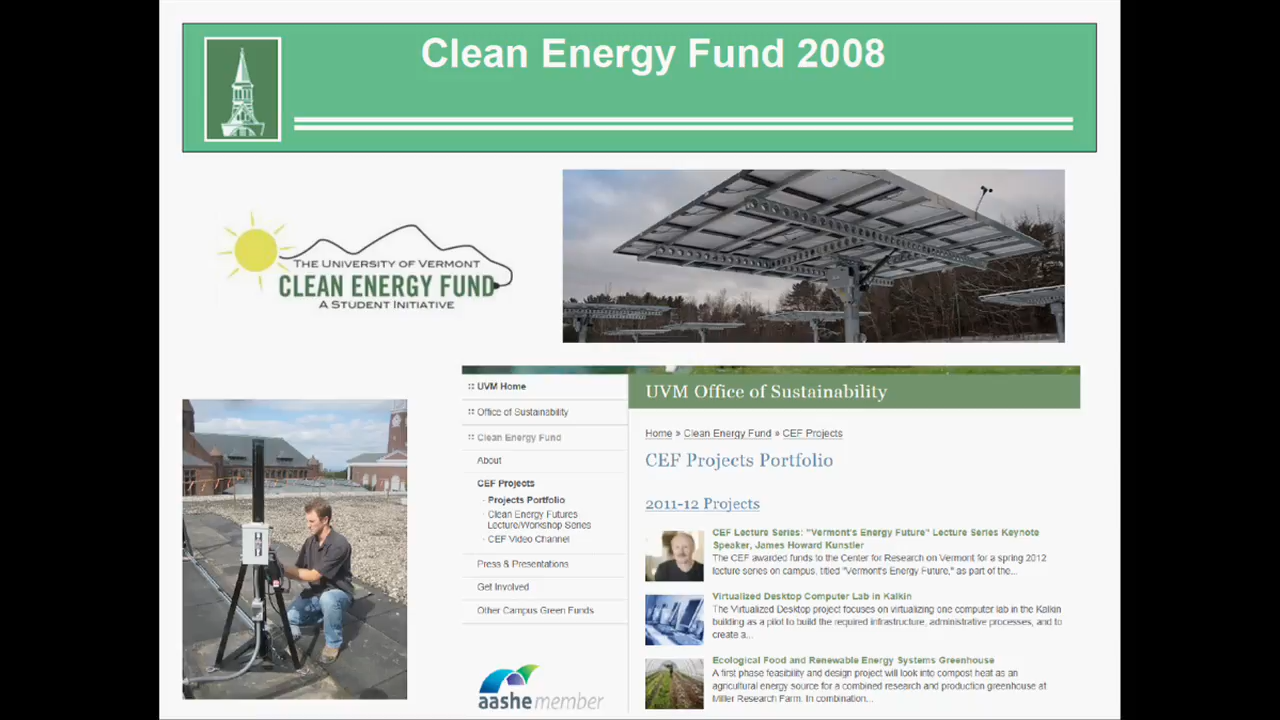 Clean Energy Fund 2008
THE UNIVERSITY OF VERMONT
CLEAN ENERGY FUND
A STUDENT INITIATIVE
UVM Home
Office of Sustainability
Clean Energy Fund
About
CEF Projects
Projects Portfolio
Clean Energy Futures
Lecture/Workshop Series
CEF Video Channel
Press & Presentations
Get Involved
Other Campus Green Funds
aashe member
UVM Office of Sustainability
Home » Clean Energy Fund » CEF Projects
CEF Projects Portfolio
2011-12 Projects
CEF Lecture Series: "Vermont's Energy Future" Lecture Series Keynote
Speaker, James Howard Kunstler
The CEF awarded funds to the Center for Research on Vermont for a spring 2012
lecture series on campus, titled "Vermont's Energy Future," as part of the...
Virtualized Desktop Computer Lab in Kalkin
The Virtualized Desktop project focuses on virtualizing one computer lab in the Kalkin
building as a pilot to build the required infrastructure, administrative processes, and to
create a...
Ecological Food and Renewable Energy Systems Greenhouse
A first phase feasibility and design project will look into compost heat as an
agricultural energy source for a combined research and production greenhouse at
Miller Research Farm. In combination...